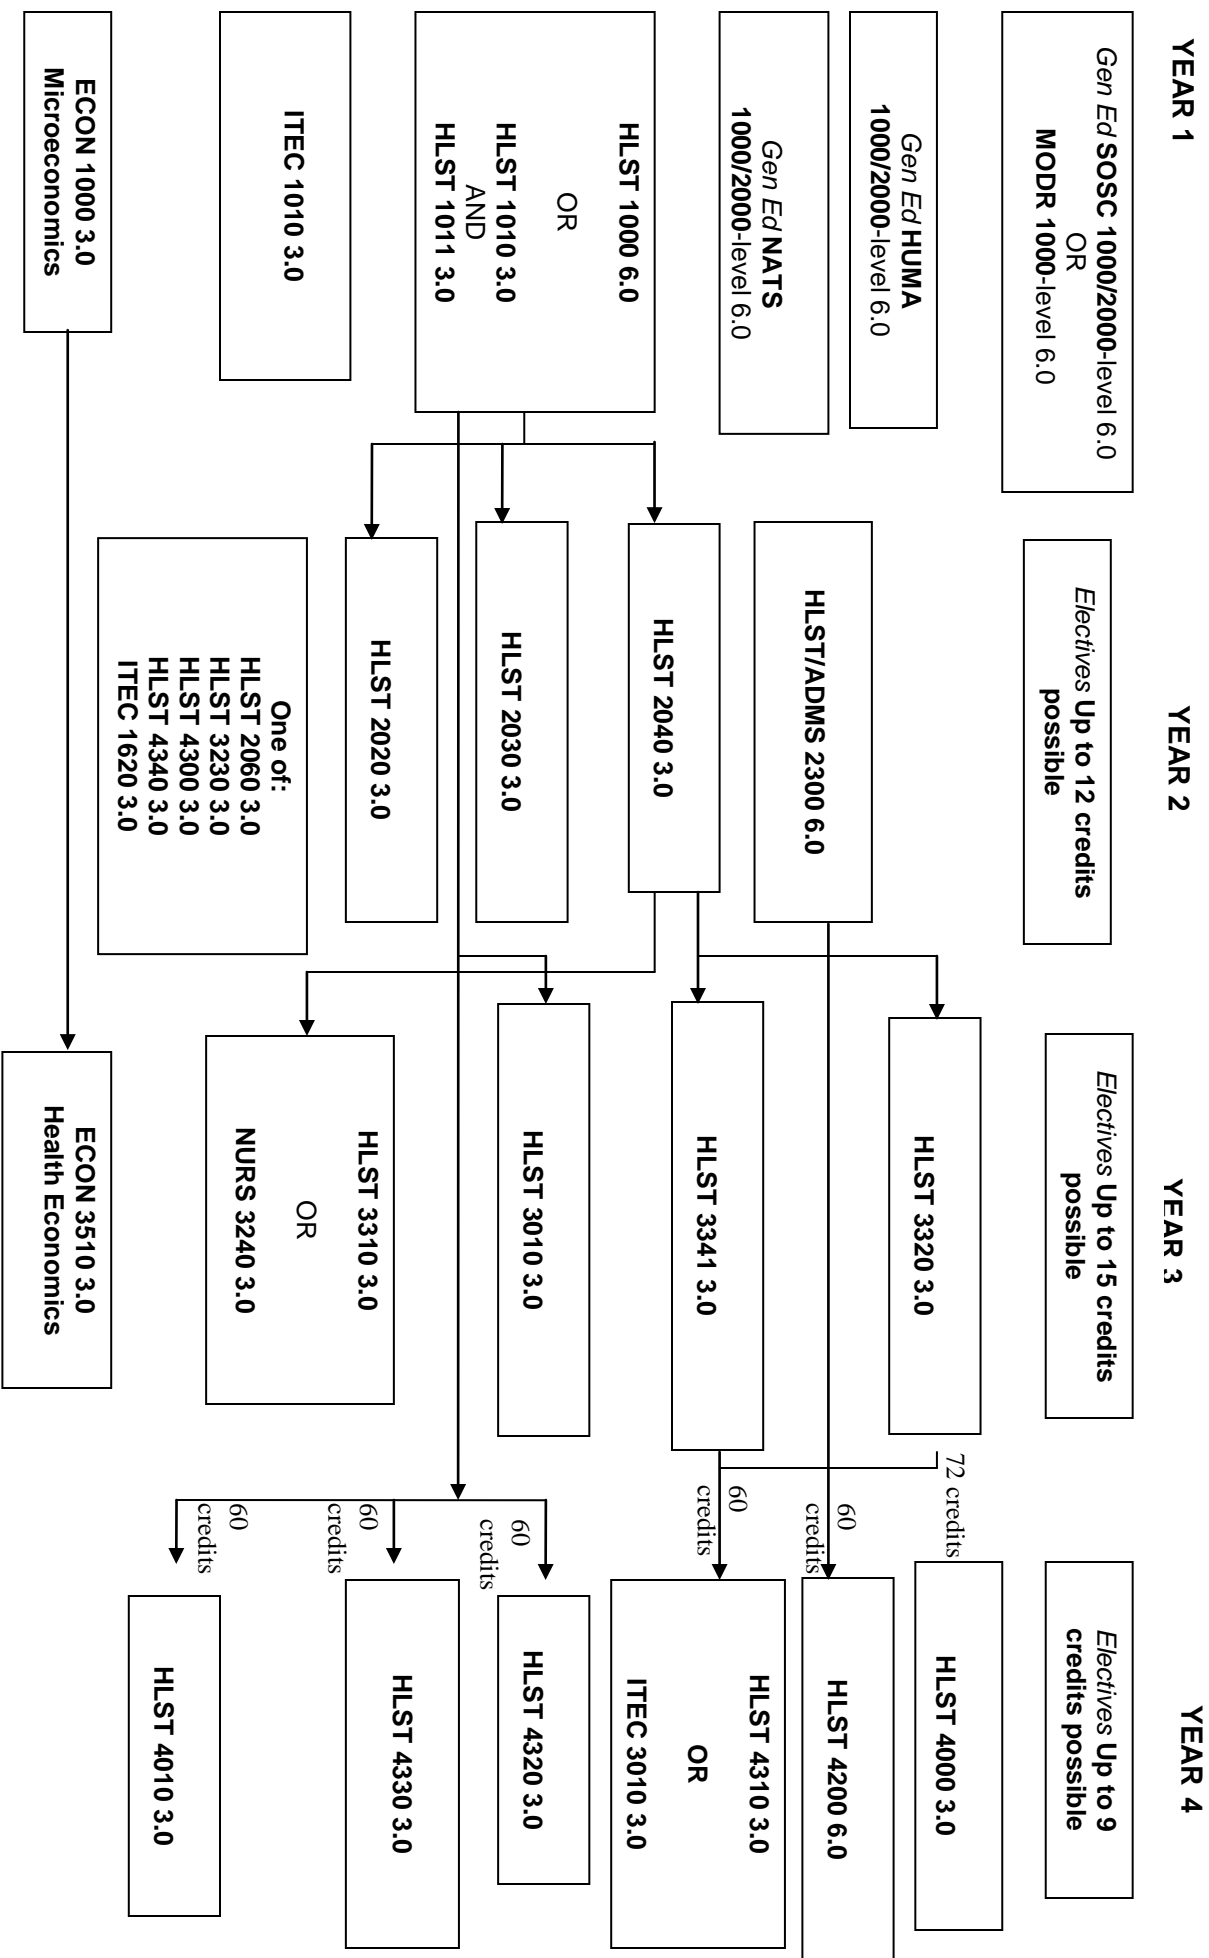 YEAR 1
Gen Ed SOSC 1000/2000-level 6.0
OR
MODR 1000-level 6.0
Gen Ed HUMA
1000/2000-level 6.0
Gen Ed NATS
1000/2000-level 6.0
HLST 1000 6.0
OR
HLST 1010 3.0
AND
HLST 1011 3.0
ITEC 1010 3.0
ECON 1000 3.0
Microeconomics
YEAR 2
Electives Up to 12 credits
possible
HLST/ADMS 2300 6.0
HLST 2040 3.0
HLST 2030 3.0
HLST 2020 3.0
One of:
HLST 2060 3.0
HLST 3230 3.0
HLST 4300 3.0
HLST 4340 3.0
ITEC 1620 3.0
YEAR 3
Electives Up to 15 credits
possible
HLST 3320 3.0
HLST 3341 3.0
HLST 3010 3.0
HLST 3310 3.0
OR
NURS 3240 3.0
ECON 3510 3.0
Health Economics
72 credits
60
credits
60
credits
60
credits
60
credits
60
credits
YEAR 4
Electives Up to 9
credits possible
HLST 4000 3.0
HLST 4200 6.0
HLST 4310 3.0
OR
ITEC 3010 3.0
HLST 4320 3.0
HLST 4330 3.0
HLST 4010 3.0